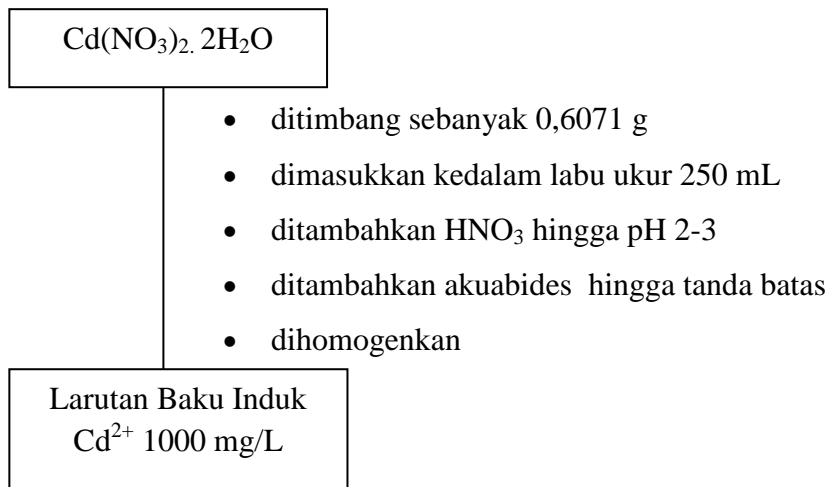 Cd(NO₃)₂. 2H₂O
• ditimbang sebanyak 0,6071 g
• dimasukkan kedalam labu ukur 250 mL
• ditambahkan HNO₃ hingga pH 2-3
• ditambahkan akuabides hingga tanda batas
• dihomogenkan
Larutan Baku Induk
Cd²⁺ 1000 mg/L